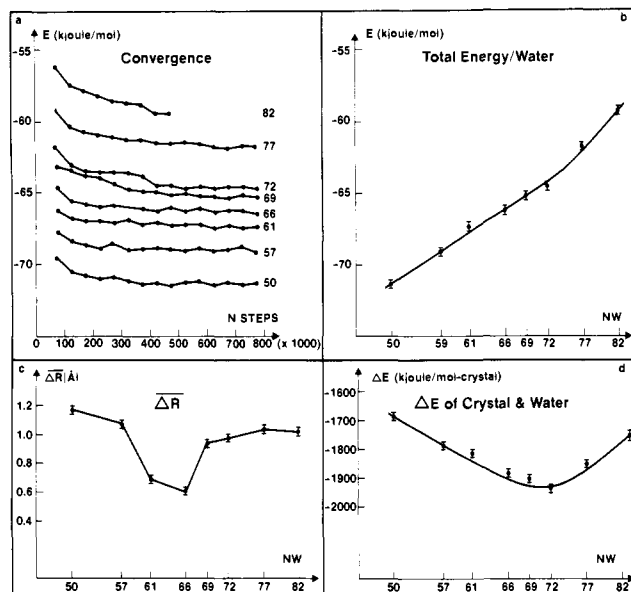 a
E (kjoule/mol)
Convergence
-55
-60
-65
-70
82
77
72
69
66
61
57
50
N STEPS
0 100 200 300 400 500 600 700 800 (x 1000)
b
E (kjoule/mol)
Total Energy/Water
-55
-60
-65
-70
NW
50 59 61 66 69 72 77 82
c
ΔR|Å|
ΔR
1.2
1.0
0.8
0.6
0.4
NW
50 57 61 66 69 72 77 82
d
ΔE (kjoule/mol-crystal)
ΔE of Crystal & Water
-1600
-1700
-1800
-1900
-2000
NW
50 57 61 66 69 72 77 82